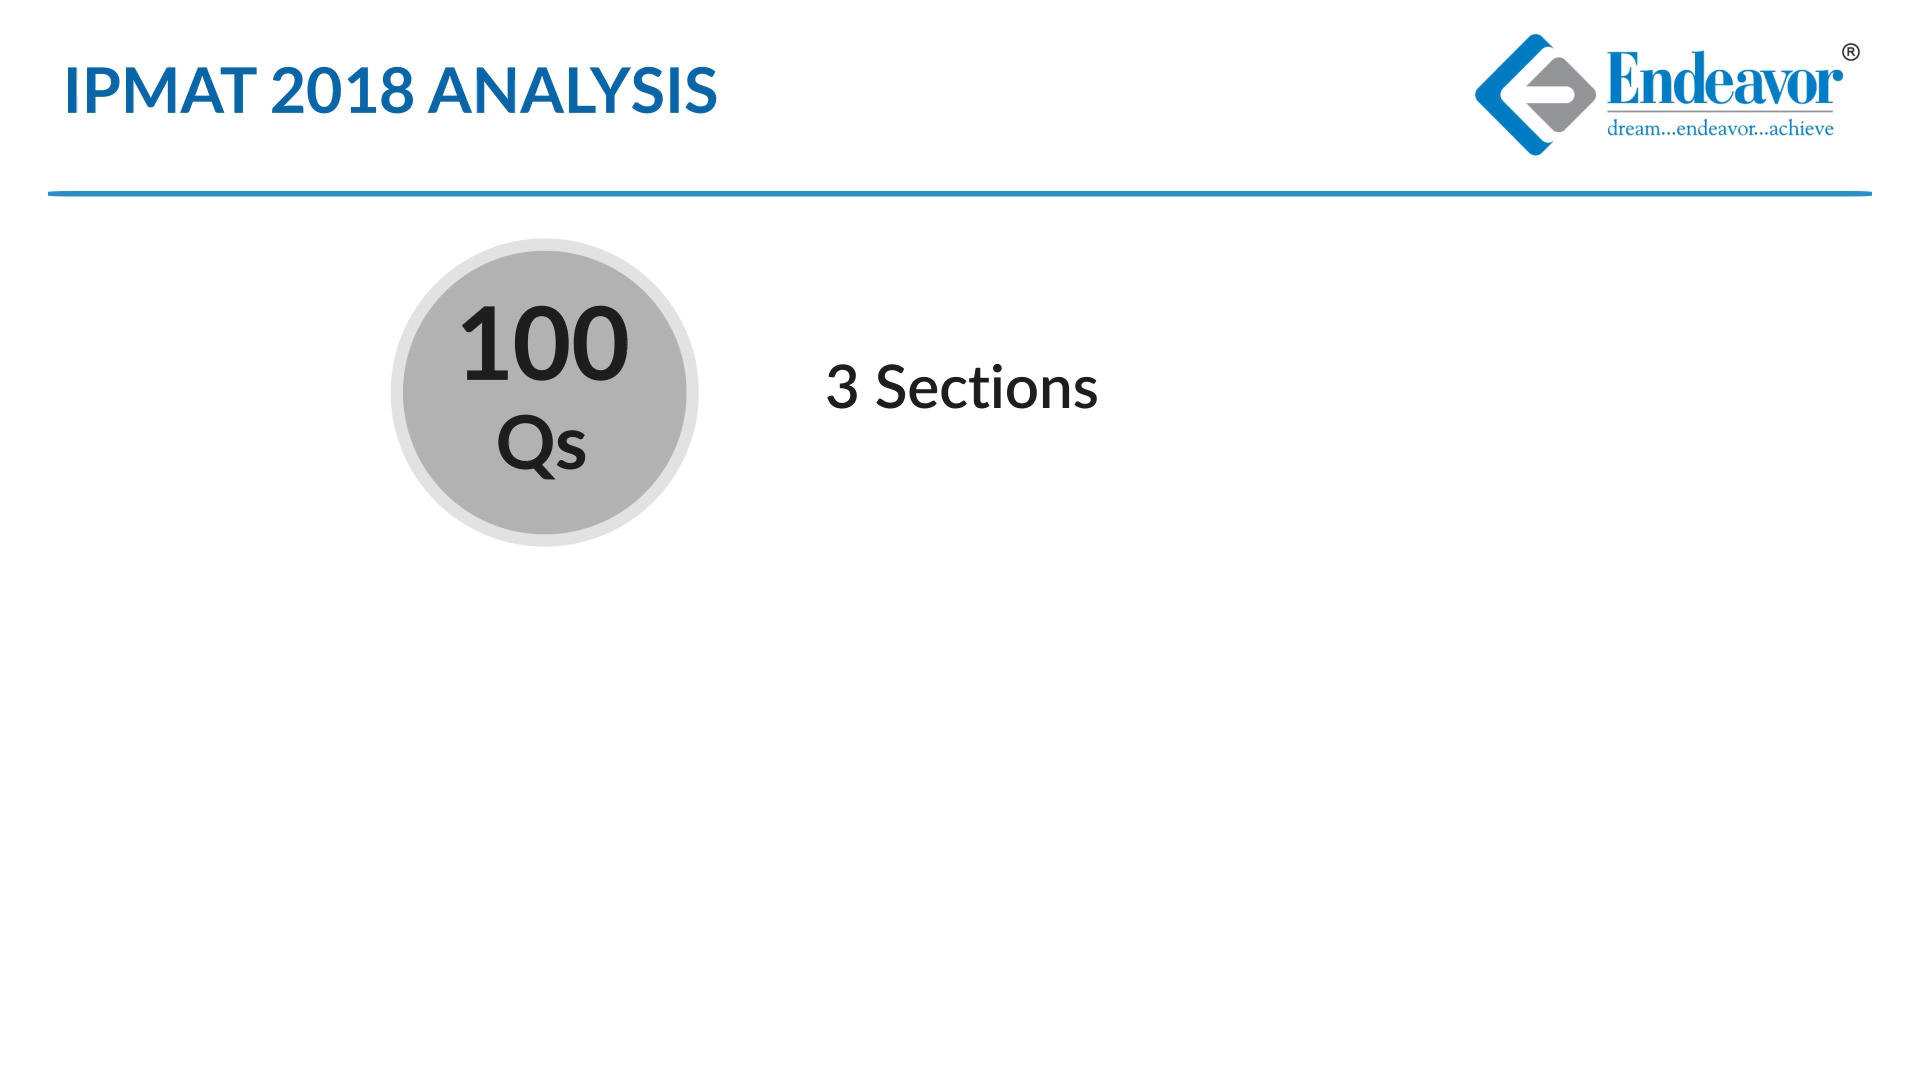 IPMAT 2018 ANALYSIS
Endeavor®
dream...endeavor...achieve
100
Qs
3 Sections